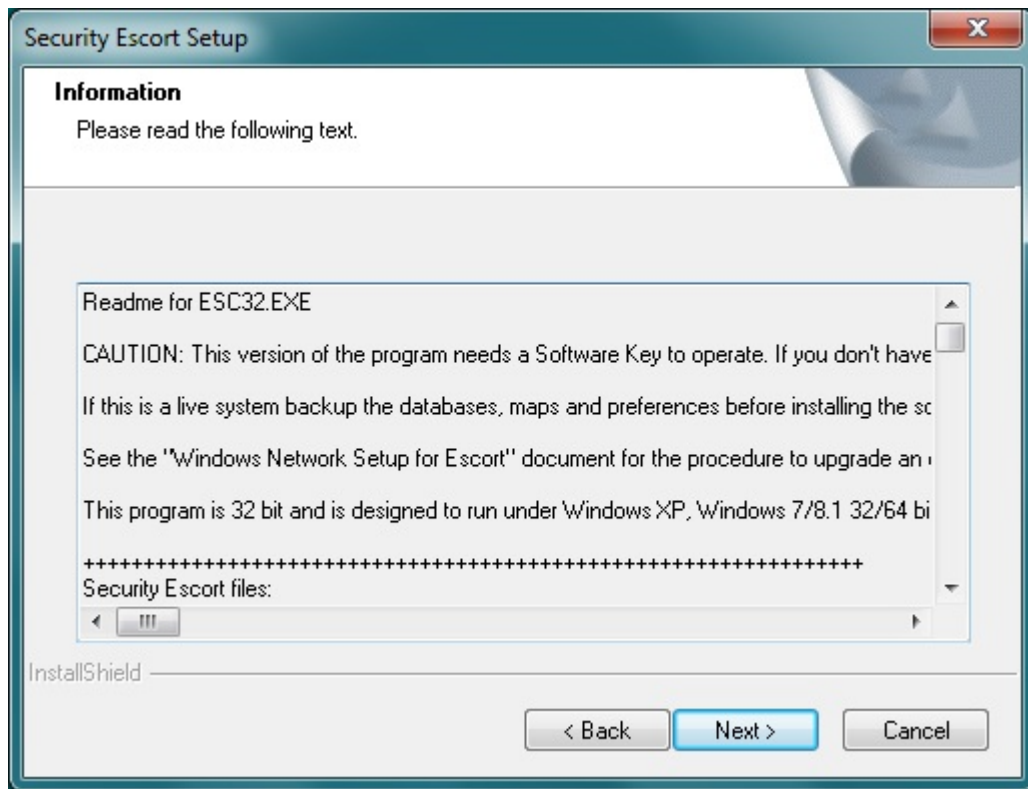 Security Escort Setup
Information
Please read the following text.
Readme for ESC32.EXE
CAUTION: This version of the program needs a Software Key to operate. If you don't have
If this is a live system backup the databases, maps and preferences before installing the
See the "Windows Network Setup for Escort" document for the procedure to upgrade an
This program is 32 bit and is designed to run under Windows XP, Windows 7/8.1 32/64
+++++++++++++++++++++++++++++++++++++++++++++++++++++++++++++++++
Security Escort files:
InstallShield
< Back
Next >
Cancel